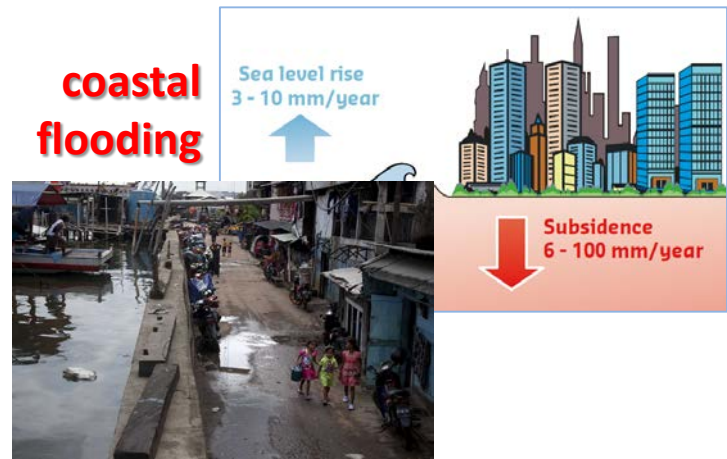 coastal
flooding
Sea level rise
3 - 10 mm/year
Subsidence
6 - 100 mm/year